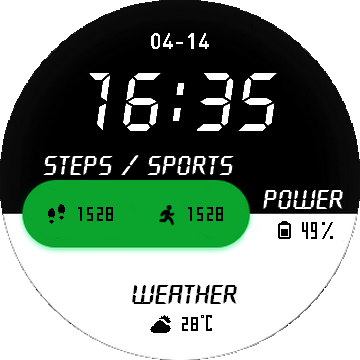 04-14
16:35
STEPS / SPORTS
1528 1528
POWER
49%
WEATHER
28°C